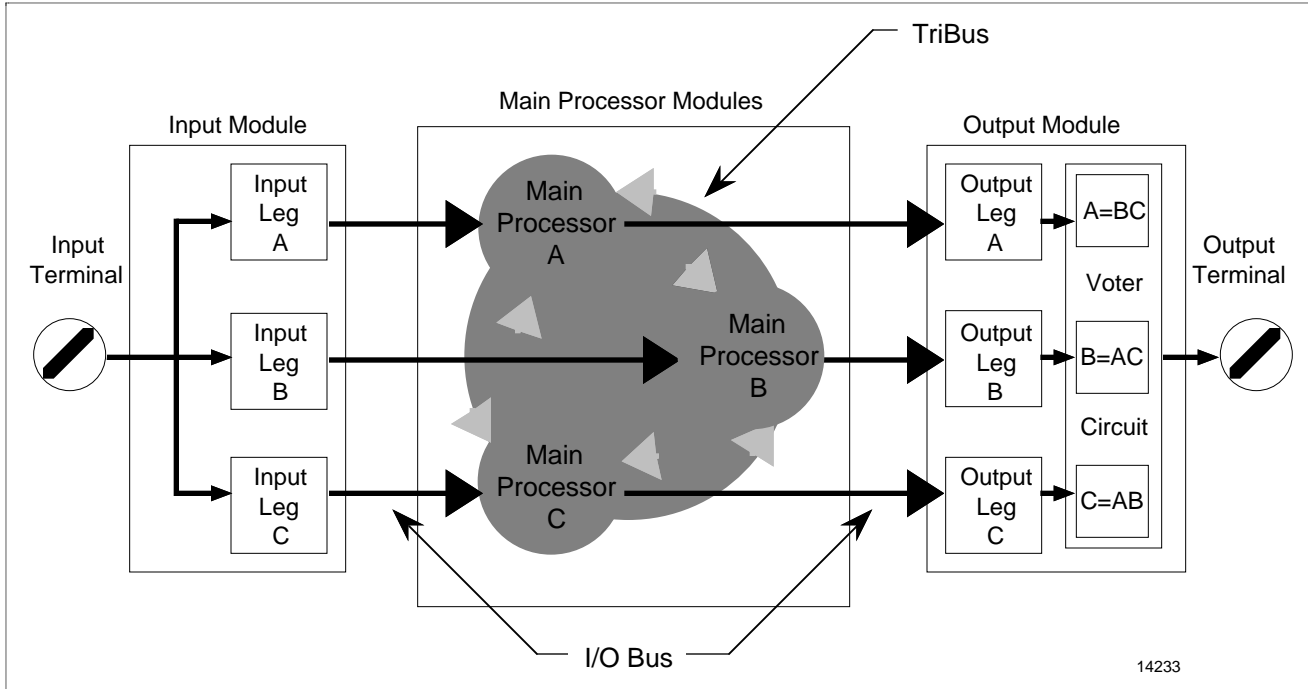 TriBus
Main Processor Modules
Input Module
Output Module
Input
Terminal
Input
Leg
A
Input
Leg
B
Input
Leg
C
Main
Processor
A
Main
Processor
B
Main
Processor
C
Output
Leg
A
Output
Leg
B
Output
Leg
C
A=BC
Voter
B=AC
Circuit
C=AB
Output
Terminal
I/O Bus
14233